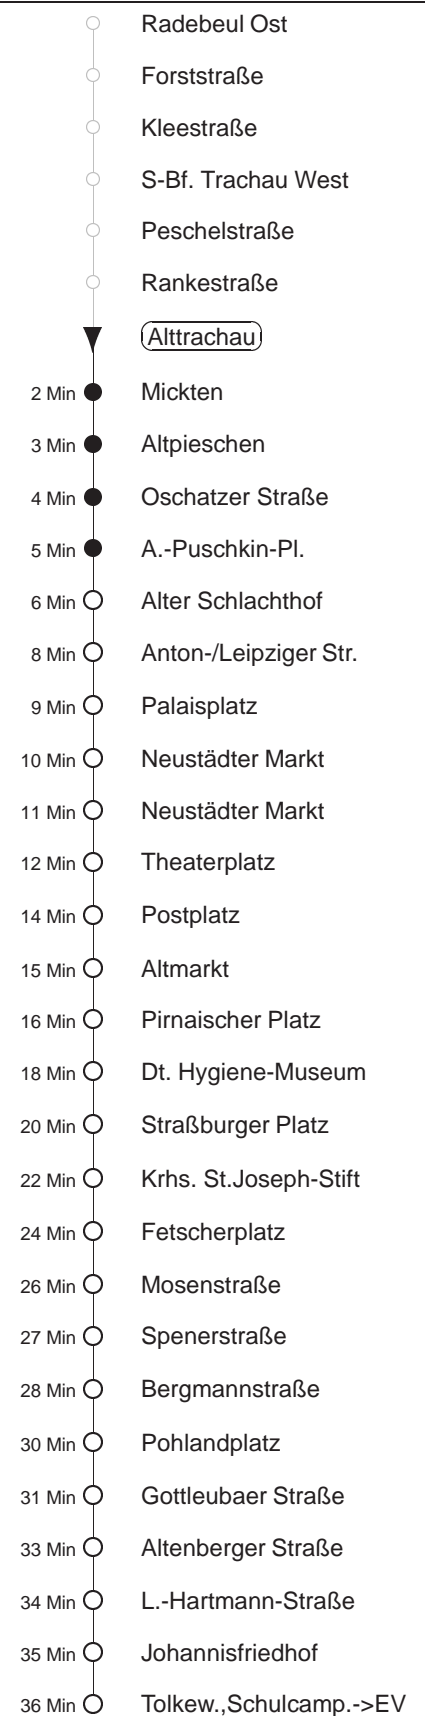 Radebeul Ost
Forststraße
Kleestraße
S-Bf. Trachau West
Peschelstraße
Rankestraße
Alttrachau
2 Min Mickten
3 Min Altpieschen
4 Min Oschatzer Straße
5 Min A.-Puschkin-Pl.
6 Min Alter Schlachthof
8 Min Anton-/Leipziger Str.
9 Min Palaisplatz
10 Min Neustädter Markt
11 Min Neustädter Markt
12 Min Theaterplatz
14 Min Postplatz
15 Min Altmarkt
16 Min Pirnaischer Platz
18 Min Dt. Hygiene-Museum
20 Min Straßburger Platz
22 Min Krhs. St.Joseph-Stift
24 Min Fetscherplatz
26 Min Mosenstraße
27 Min Spenerstraße
28 Min Bergmannstraße
30 Min Pohlandplatz
31 Min Gottleubaer Straße
33 Min Altenberger Straße
34 Min L.-Hartmann-Straße
35 Min Johannisfriedhof
36 Min Tolkew.,Schulcamp.->EV